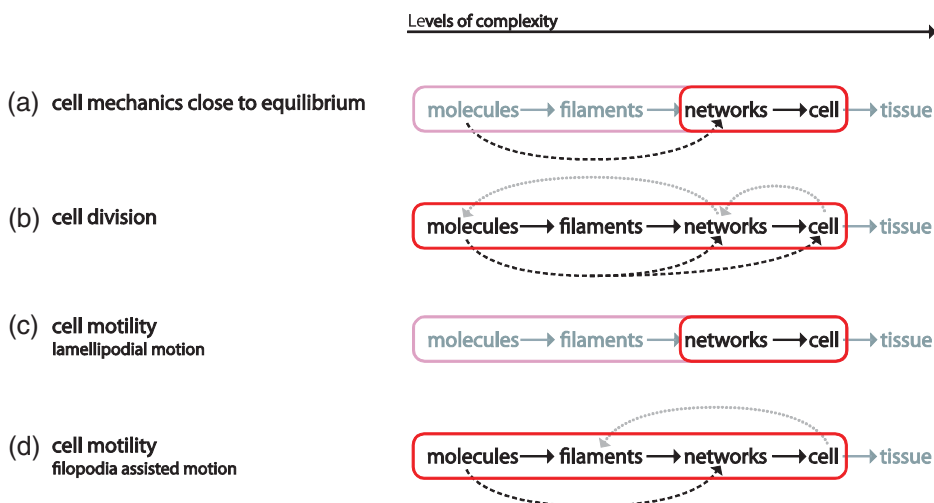 Levels of complexity
(a) cell mechanics close to equilibrium
molecules filaments networks cell tissue
(b) cell division
molecules filaments networks cell tissue
(c) cell motility
lamellipodial motion
molecules filaments networks cell tissue
(d) cell motility
filopodia assisted motion
molecules filaments networks cell tissue